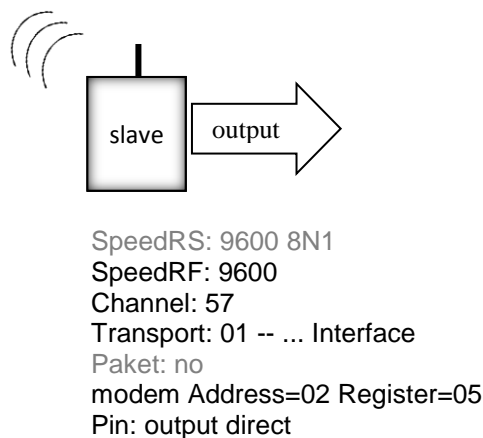 slave
output
SpeedRS: 9600 8N1
SpeedRF: 9600
Channel: 57
Transport: 01 -- ... Interface
Paket: no
modem Address=02 Register=05
Pin: output direct